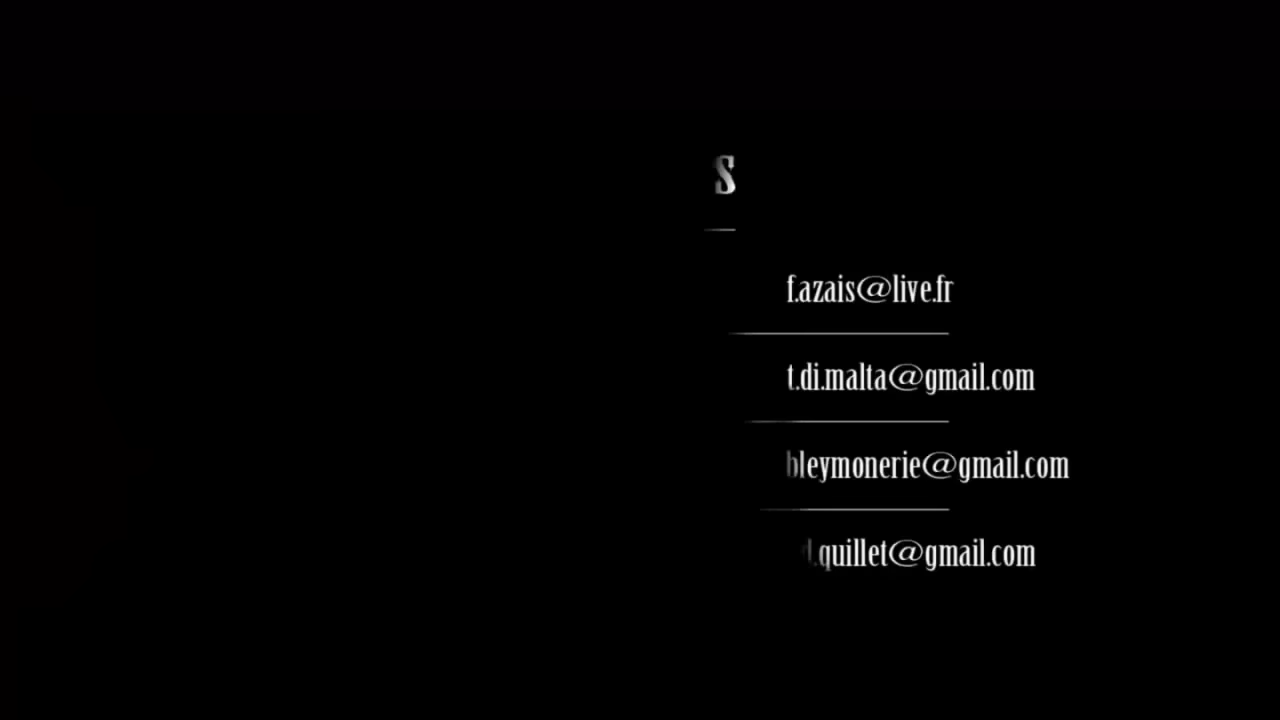 S
f.azais@live.fr
t.di.malta@gmail.com
bleymonerie@gmail.com
d.quillet@gmail.com